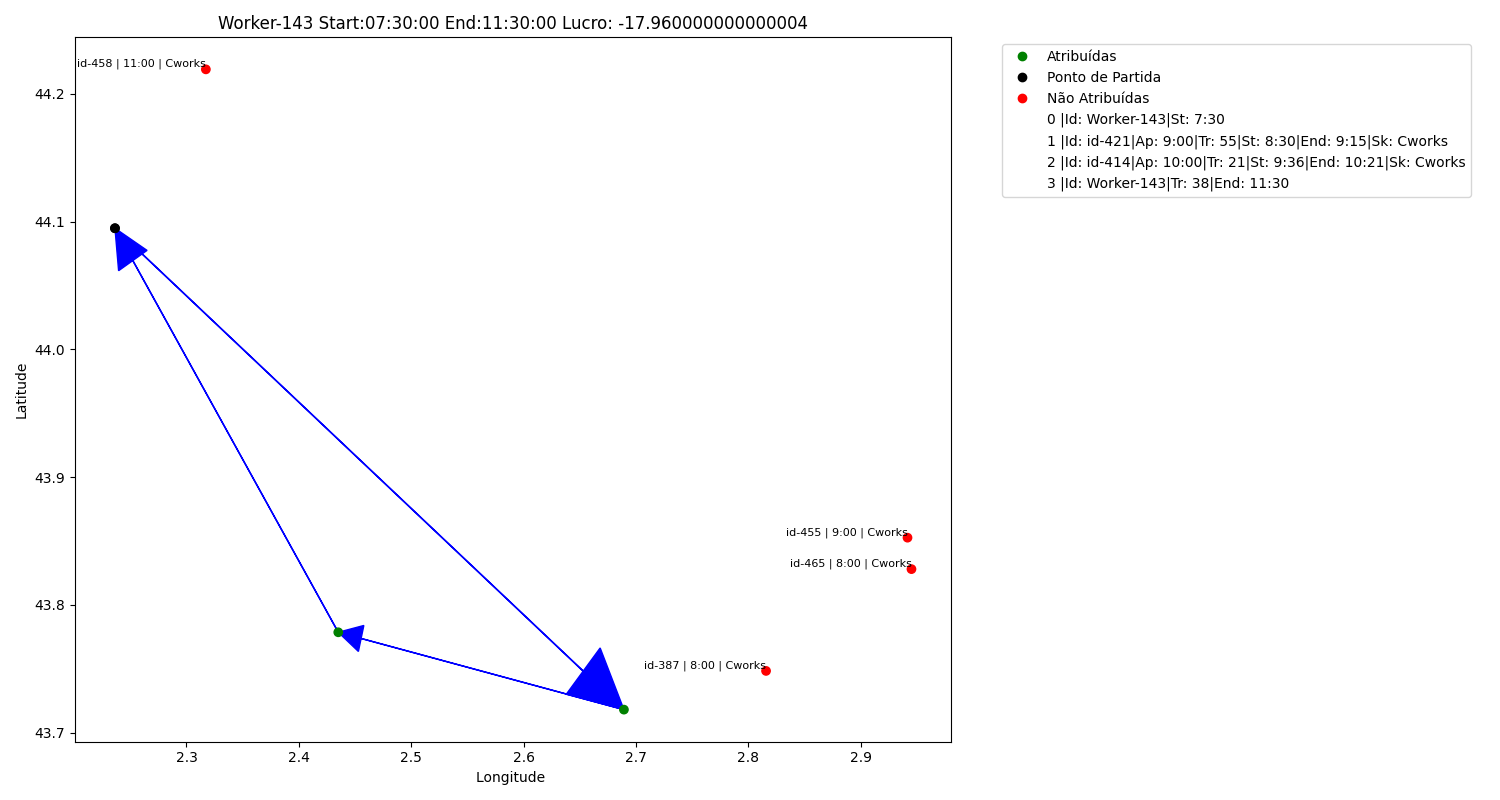 Worker-143 Start:07:30:00 End:11:30:00 Lucro: -17.960000000000004
id-458 | 11:00 | Cworks
id-455 | 9:00 | Cworks
id-465 | 8:00 | Cworks
id-387 | 8:00 | Cworks
44.2
44.1
44.0
43.9
43.8
43.7
Latitude
2.3 2.4 2.5 2.6 2.7 2.8 2.9
Longitude
Atribuídas
Ponto de Partida
Não Atribuídas
0 |Id: Worker-143|St: 7:30
1 |Id: id-421|Ap: 9:00|Tr: 55|St: 8:30|End: 9:15|Sk: Cworks
2 |Id: id-414|Ap: 10:00|Tr: 21|St: 9:36|End: 10:21|Sk: Cworks
3 |Id: Worker-143|Tr: 38|End: 11:30